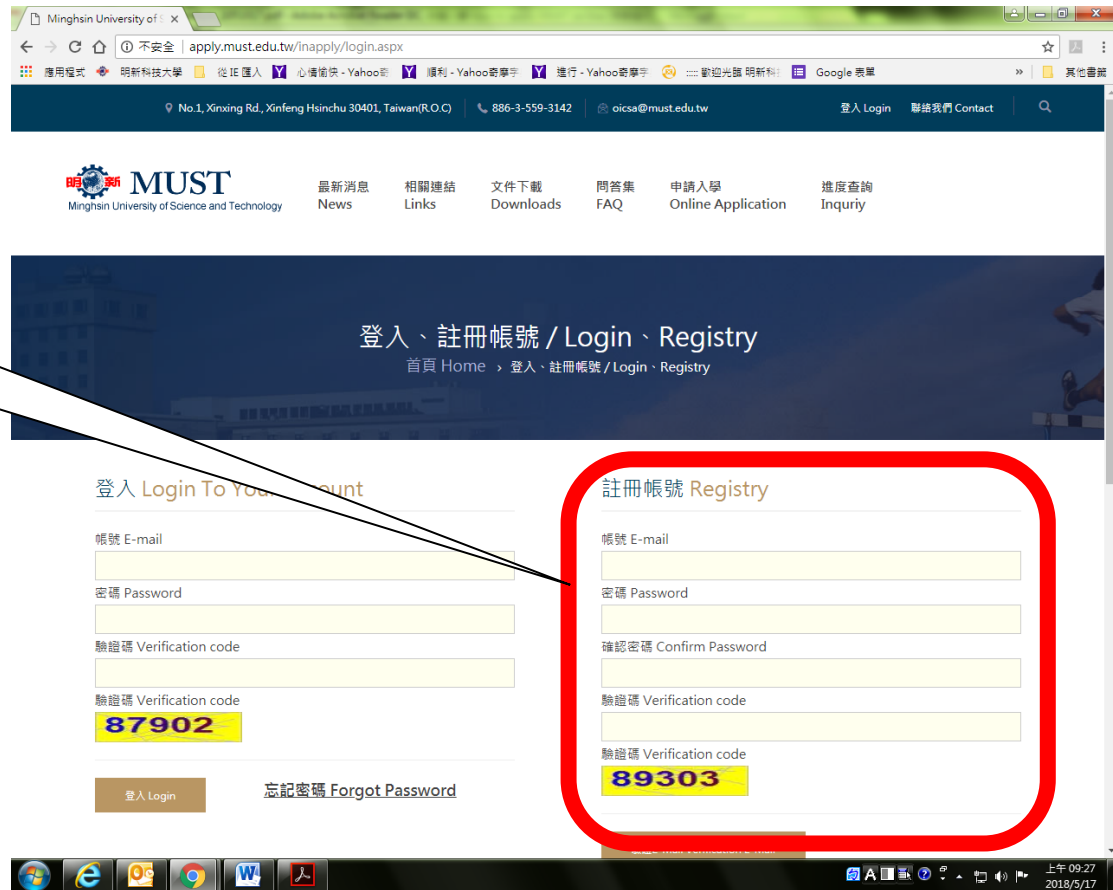 Minghsin University of S
不安全 | apply.must.edu.tw/inapply/login.aspx
應用程式 明新科技大學 從 IE 匯入 心情愉快 - Yahoo奇 順利 - Yahoo奇摩字 進行 - Yahoo奇摩字 ::::: 歡迎光臨 明新科 Google 表單 » 其他書籤
No.1, Xinxing Rd., Xinfeng Hsinchu 30401, Taiwan(R.O.C) 886-3-559-3142 oicsa@must.edu.tw 登入 Login 聯絡我們 Contact
明新 MUST
Minghsin University of Science and Technology
最新消息 相關連結 文件下載 問答集 申請入學 進度查詢
News Links Downloads FAQ Online Application Inquriy
登入、註冊帳號 / Login、Registry
首頁 Home › 登入、註冊帳號 / Login、Registry
登入 Login To Your Account
帳號 E-mail
密碼 Password
驗證碼 Verification code
驗證碼 Verification code
87902
登入 Login
忘記密碼 Forgot Password
註冊帳號 Registry
帳號 E-mail
密碼 Password
確認密碼 Confirm Password
驗證碼 Verification code
驗證碼 Verification code
89303
上午 09:27
2018/5/17